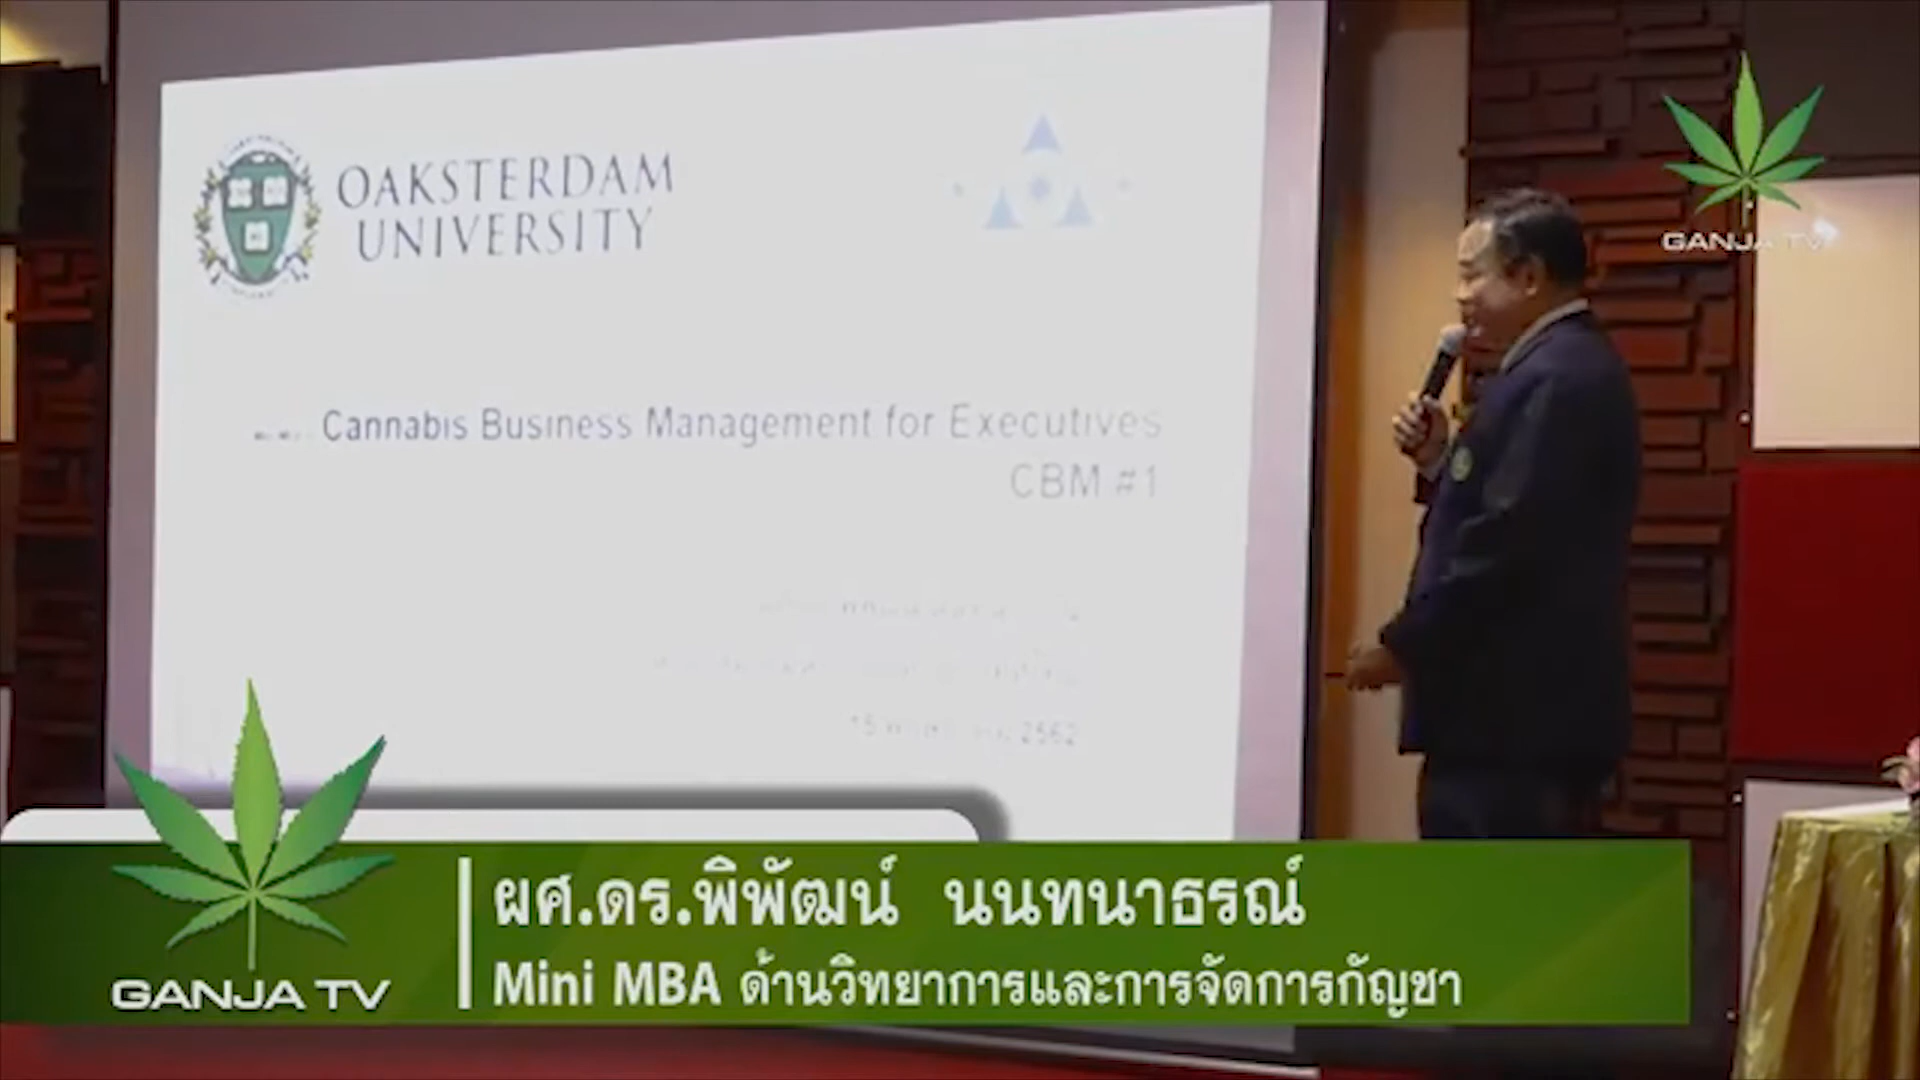 OAKSTERDAM
UNIVERSITY
GANJA TV
Cannabis Business Management for Executives
CBM #1
15 2562
ผศ.ดร.พิพัฒน์ นนทนาธรณ์
Mini MBA ด้านวิทยาการและการจัดการกัญชา
GANJA TV